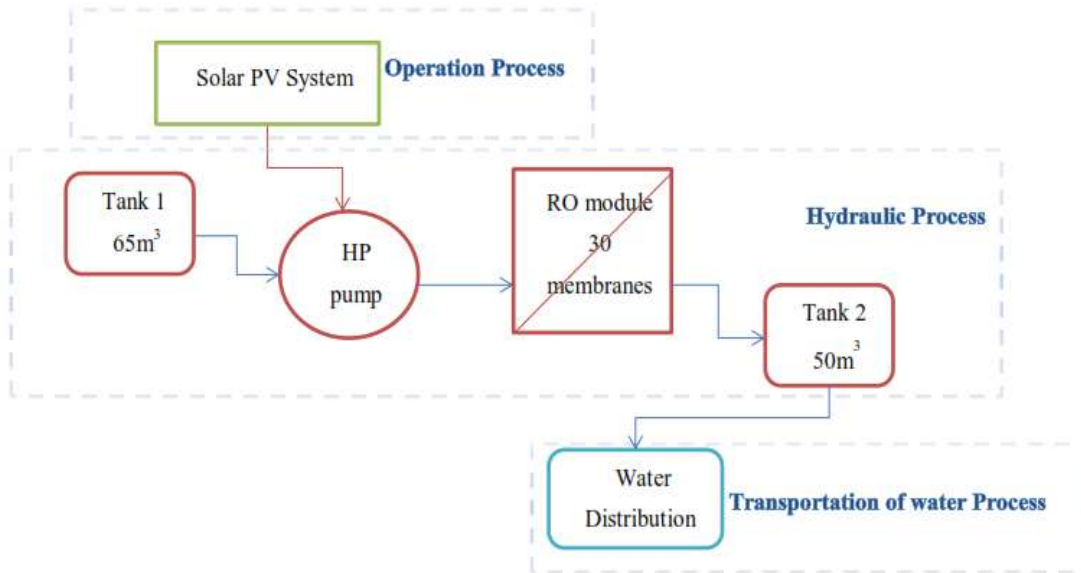 Solar PV System
Operation Process
Tank 1
65m³
HP
pump
RO module
30
membranes
Hydraulic Process
Tank 2
50m³
Water
Distribution
Transportation of water Process